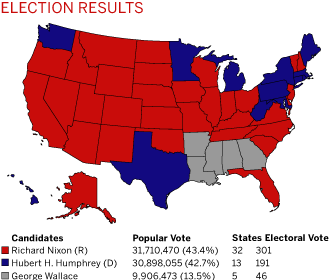 ELECTION RESULTS
Candidates Popular Vote States Electoral Vote
Richard Nixon (R) 31,710,470 (43.4%) 32 301
Hubert H. Humphrey (D) 30,898,055 (42.7%) 13 191
George Wallace 9,906,473 (13.5%) 5 46